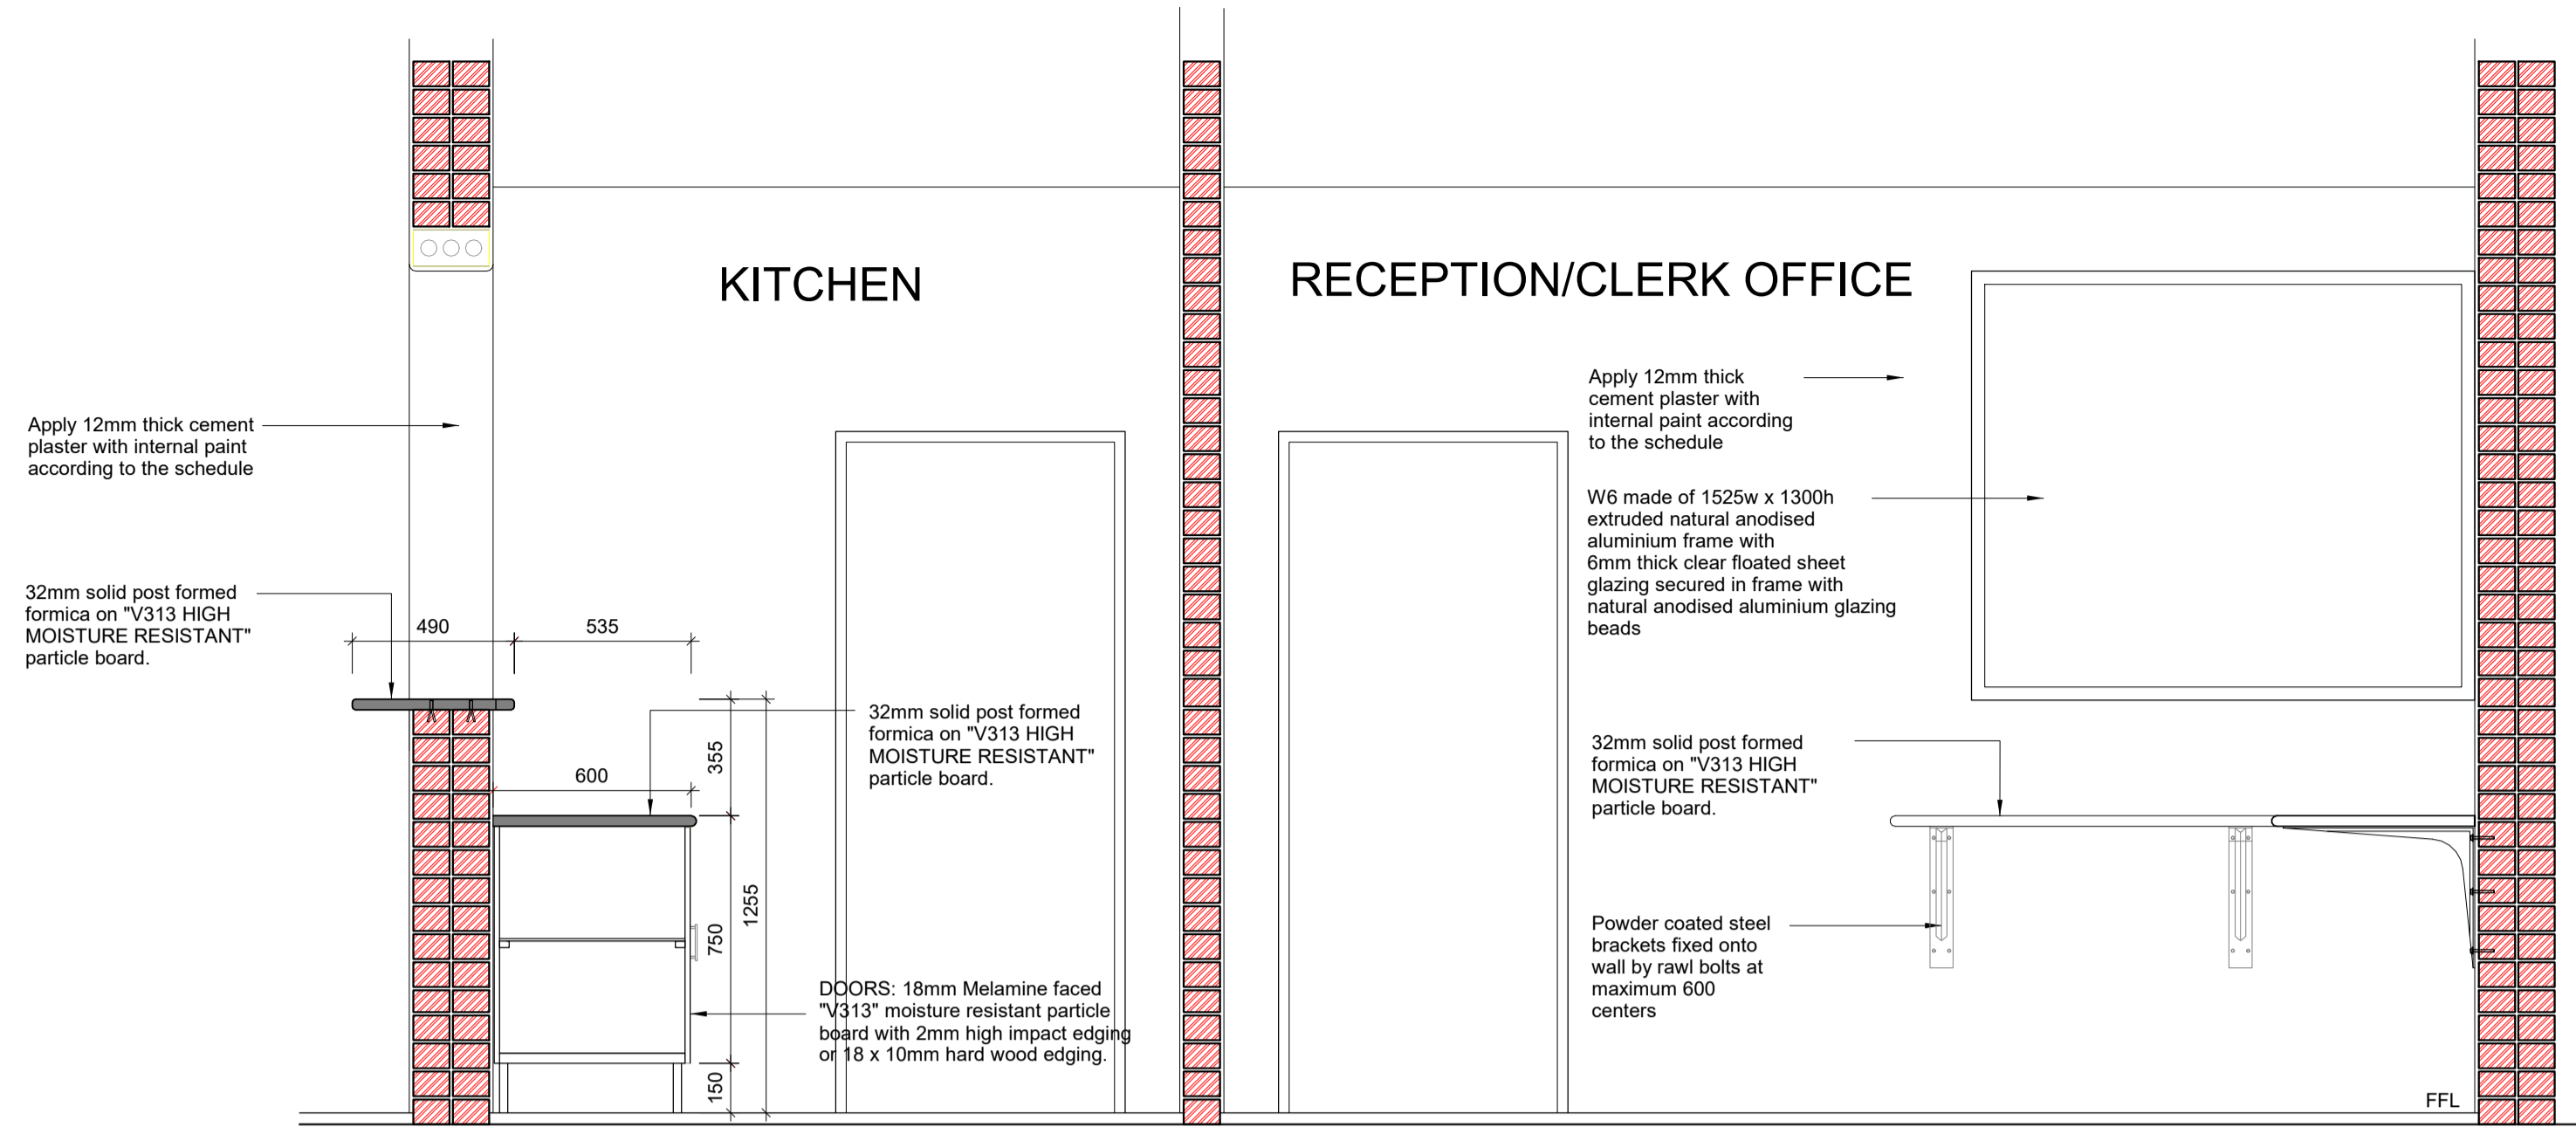 KITCHEN
RECEPTION/CLERK OFFICE
Apply 12mm thick cement
plaster with internal paint
according to the schedule
32mm solid post formed
formica on "V313 HIGH
MOISTURE RESISTANT"
particle board.
490
535
600
355
750
150
1255
32mm solid post formed
formica on "V313 HIGH
MOISTURE RESISTANT"
particle board.
DOORS: 18mm Melamine faced
"V313" moisture resistant particle
board with 2mm high impact edging
or 18 x 10mm hard wood edging.
Apply 12mm thick
cement plaster with
internal paint according
to the schedule
W6 made of 1525w x 1300h
extruded natural anodised
aluminium frame with
6mm thick clear floated sheet
glazing secured in frame with
natural anodised aluminium glazing
beads
32mm solid post formed
formica on "V313 HIGH
MOISTURE RESISTANT"
particle board.
Powder coated steel
brackets fixed onto
wall by rawl bolts at
maximum 600
centers
FFL